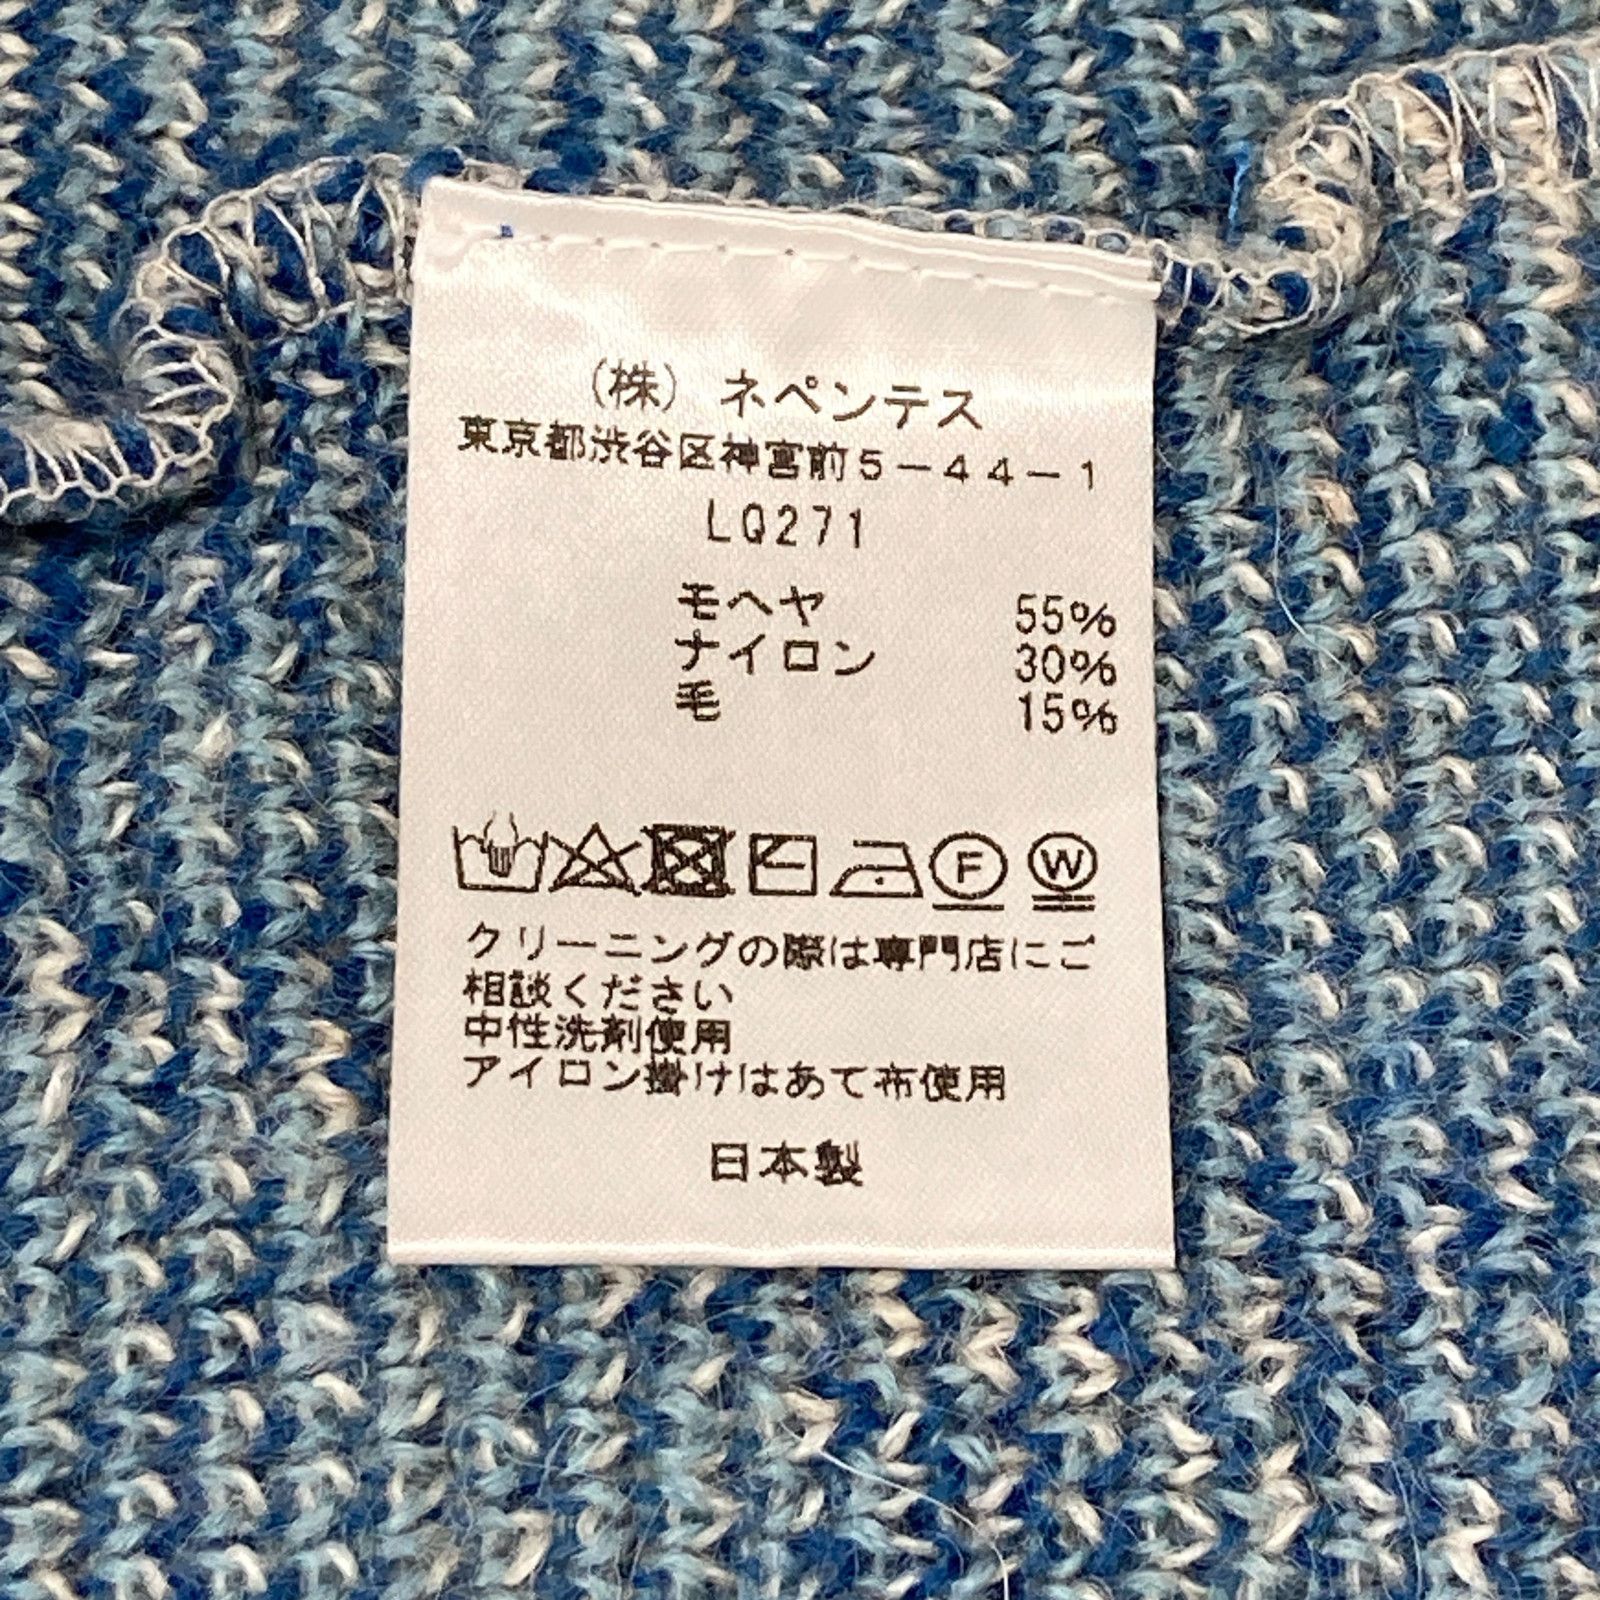 (株) ネペンテス
東京都渋谷区神宮前5-44-1
LQ271
モヘヤ 55%
ナイロン 30%
毛 15%
F W
クリーニングの際は専門店にご
相談ください
中性洗剤使用
アイロン掛けはあて布使用
日本製